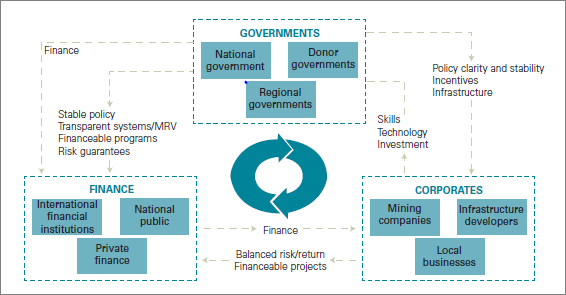 GOVERNMENTS
National
government
Donor
governments
Regional
governments
Finance
Policy clarity and stability
Incentives
Infrastructure
Stable policy
Transparent systems/MRV
Financeable programs
Risk guarantees
Skills
Technology
Investment
FINANCE
International
financial
institutions
National
public
Private
finance
Finance
Balanced risk/return
Financeable projects
CORPORATES
Mining
companies
Infrastructure
developers
Local
businesses